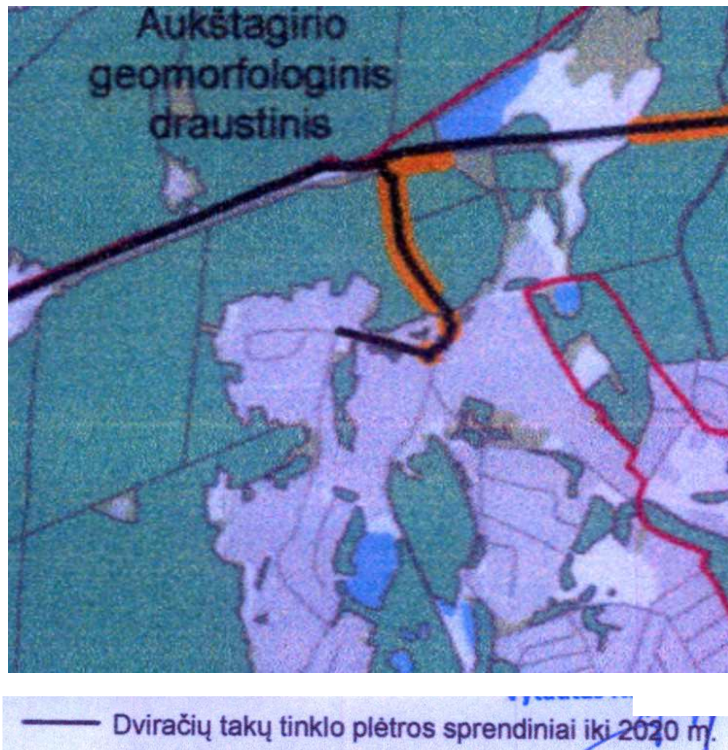 Aukštagirio
geomorfologinis
draustinis
Dviračių takų tinklo plėtros sprendiniai iki 2020 m.